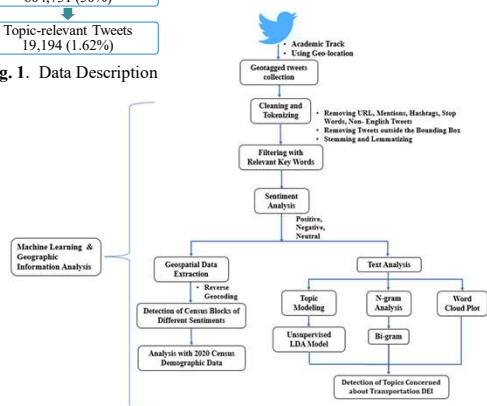 Topic-relevant Tweets
19,194 (1.62%)
g. 1. Data Description
• Academic Track
• Using Geo-location
Geotagged tweets
collection
Cleaning and
Tokenizing
• Removing URL, Mentions, Hashtags, Stop
Words, Non- English Tweets
• Removing Tweets outside the Bounding Box
• Stemming and Lemmatizing
Filtering with
Relevant Key Words
Sentiment
Analysis
Positive,
Negative,
Neutral
Machine Learning &
Geographic
Information Analysis
Geospatial Data
Extraction
• Reverse
Geocoding
Detection of Census Blocks of
Different Sentiments
Analysis with 2020 Census
Demographic Data
Text Analysis
Topic
Modeling
N-gram
Analysis
Word
Cloud Plot
Unsupervised
LDA Model
Bi-gram
Detection of Topics Concerned
about Transportation DEI